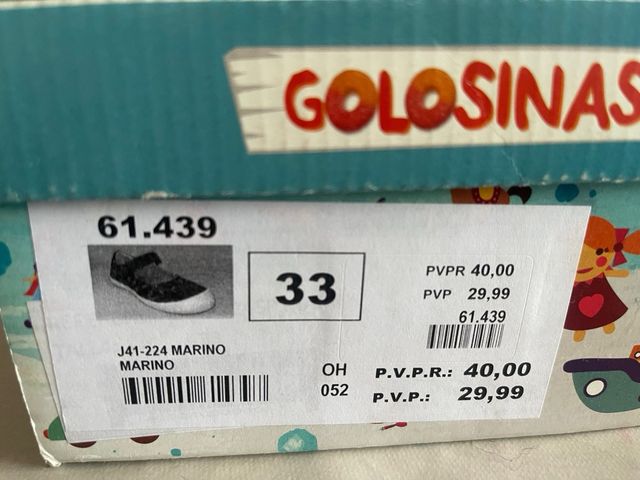 GOLOSINAS
61.439
33
PVPR 40,00
PVP 29,99
61.439
J41-224 MARINO
MARINO
OH
052
P.V.P.R.: 40,00
P.V.P.: 29,99